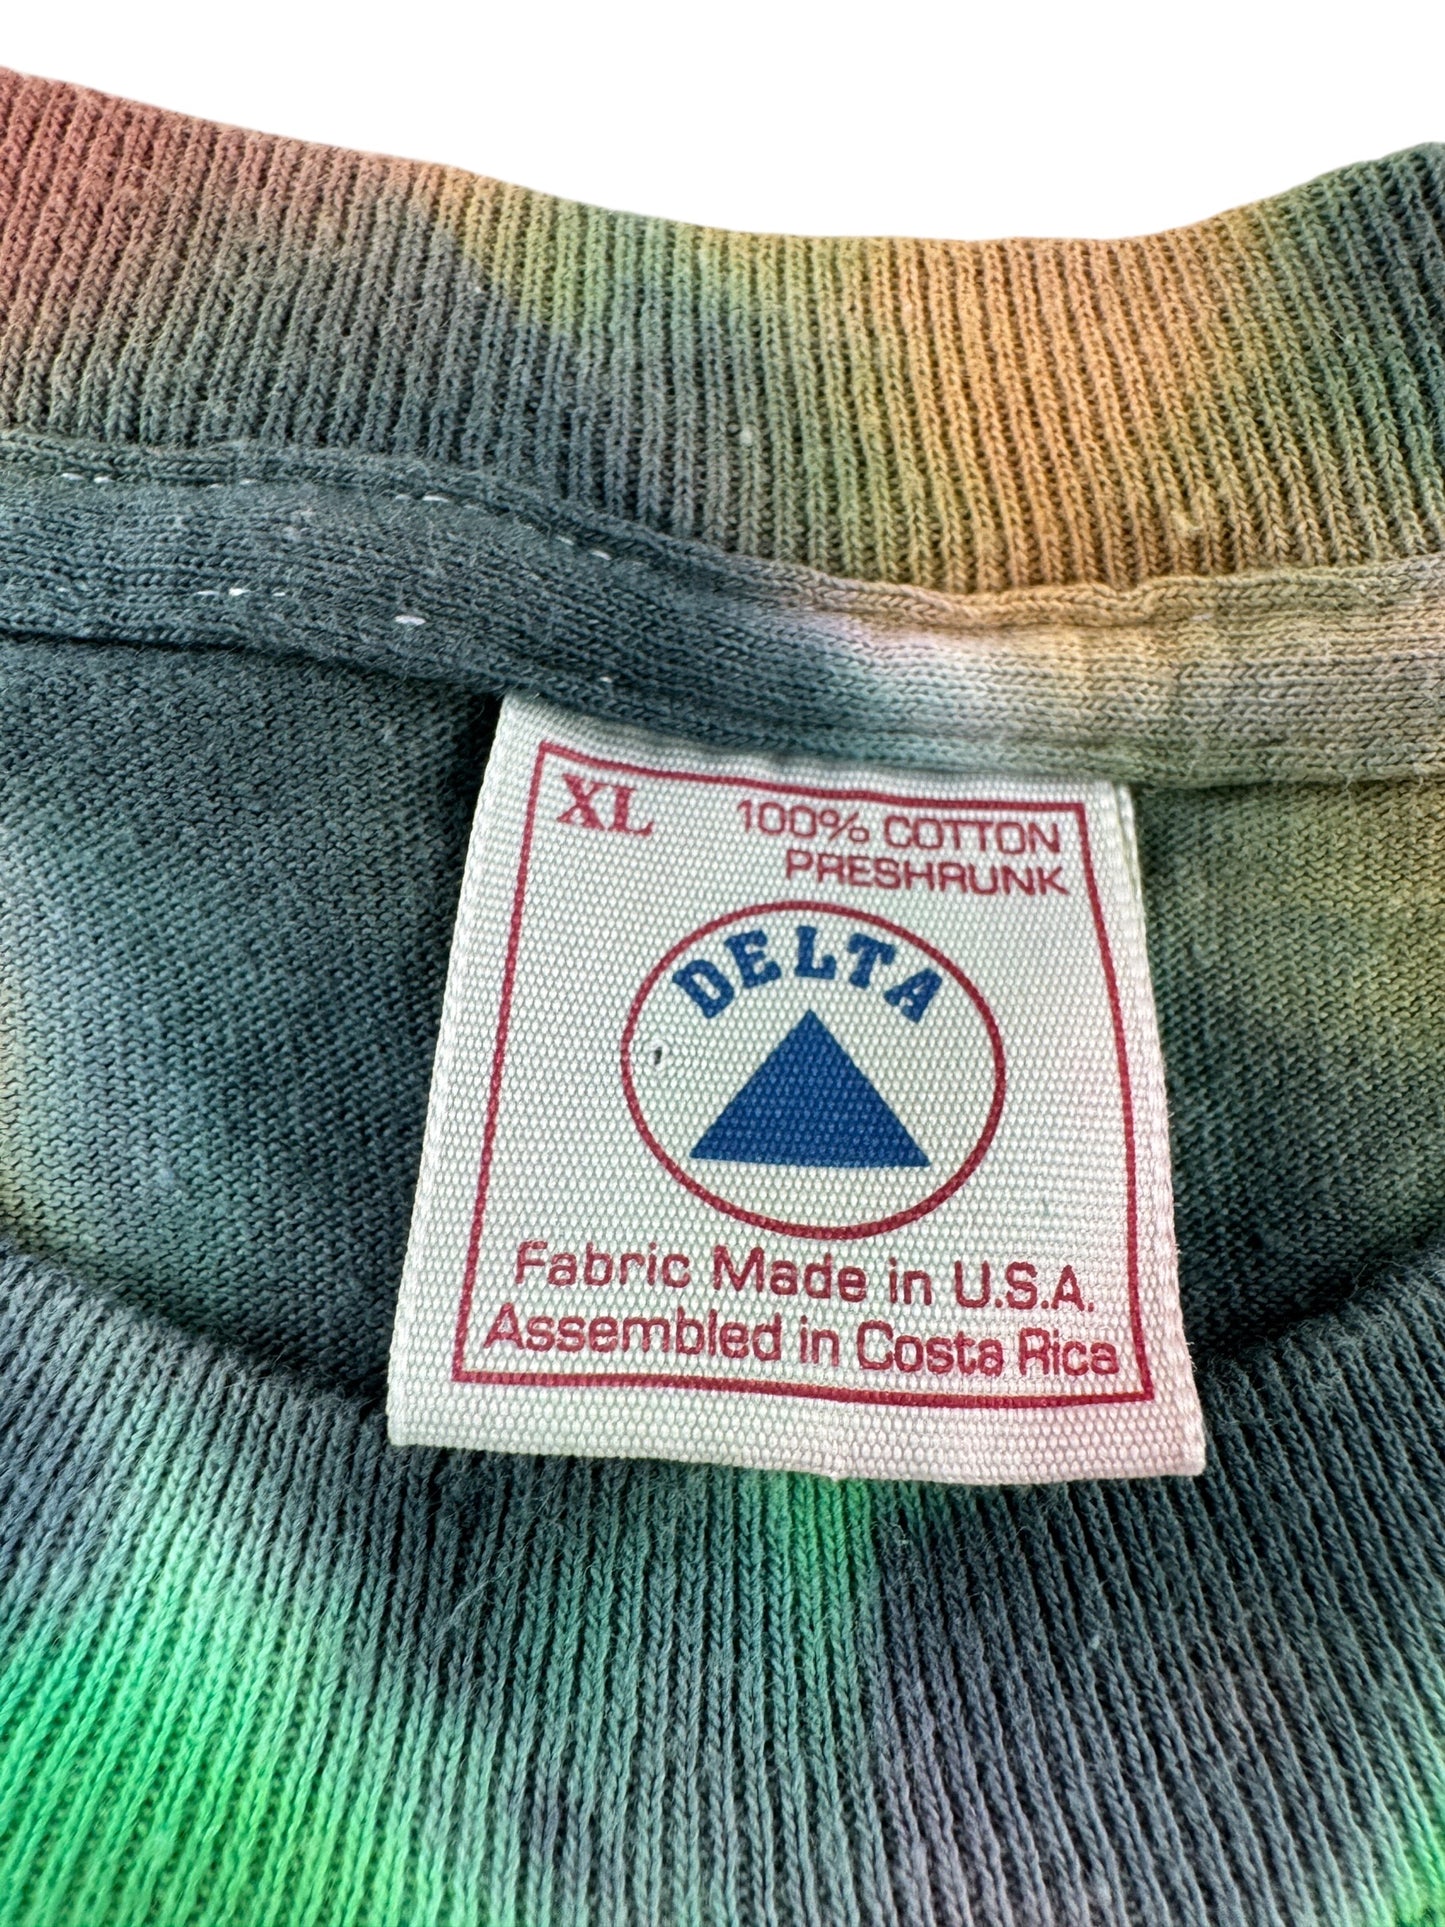 XL 100% COTTON
PRESHRUNK
DELTA
Fabric Made in U.S.A.
Assembled in Costa Rica